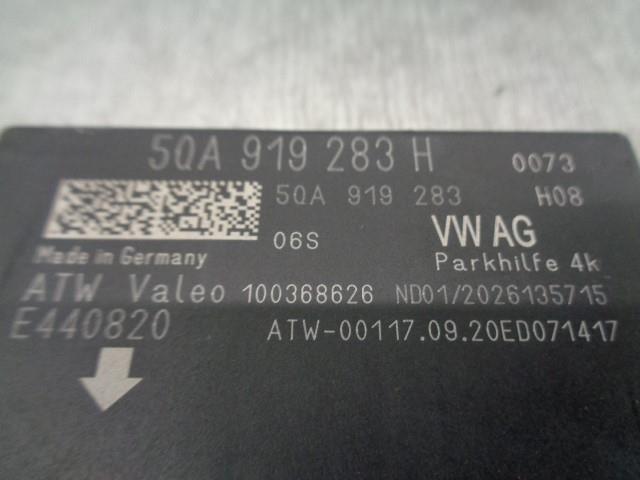 5QA 919 283 H 0073
5QA 919 283 H08
06S VW AG
Made in Germany Parkhilfe 4k
ATW Valeo 100368626 ND01/2026135715
E440820 ATW-00117.09.20ED071417